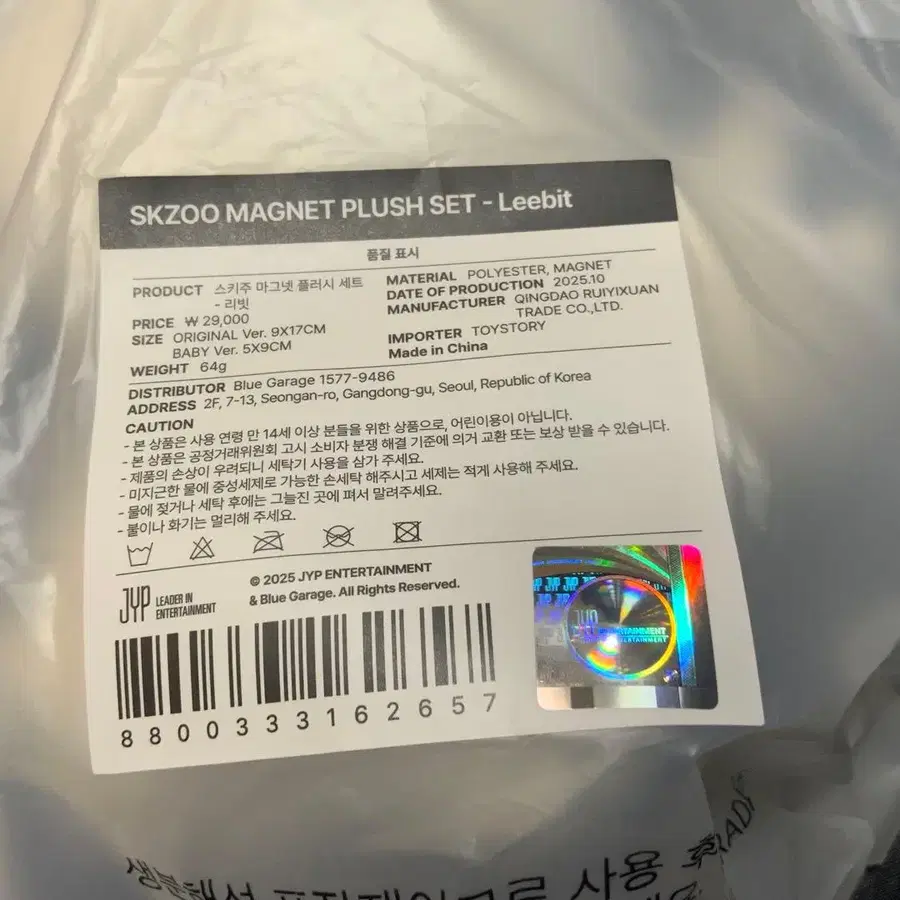 SKZOO MAGNET PLUSH SET - Leebit
품질 표시
PRODUCT 스키주 마그넷 플러시 세트
- 리빗
PRICE ₩ 29,000
SIZE ORIGINAL Ver. 9X17CM
BABY Ver. 5X9CM
WEIGHT 64g
MATERIAL POLYESTER, MAGNET
DATE OF PRODUCTION 2025.10
MANUFACTURER QINGDAO RUIYIXUAN
TRADE CO.,LTD.
IMPORTER TOYSTORY
Made in China
DISTRIBUTOR Blue Garage 1577-9486
ADDRESS 2F, 7-13, Seongan-ro, Gangdong-gu, Seoul, Republic of Korea
CAUTION
- 본 상품은 사용 연령 만 14세 이상 분들을 위한 상품으로, 어린이용이 아닙니다.
- 본 상품은 공정거래위원회 고시 소비자 분쟁 해결 기준에 의거 교환 또는 보상 받을 수 있습니다.
- 제품의 손상이 우려되니 세탁기 사용을 삼가 주세요.
- 미지근한 물에 중성세제로 가능한 손세탁 해주시고 세제는 적게 사용해 주세요.
- 물에 젖거나 세탁 후에는 그늘진 곳에 펴서 말려주세요.
- 불이나 화기는 멀리해 주세요.
JYP LEADER IN
ENTERTAINMENT
© 2025 JYP ENTERTAINMENT
& Blue Garage. All Rights Reserved.
8800333162657
JYP JYP JYP
JYP ENTERTAINMENT
ENTERTAINMENT
사용 후